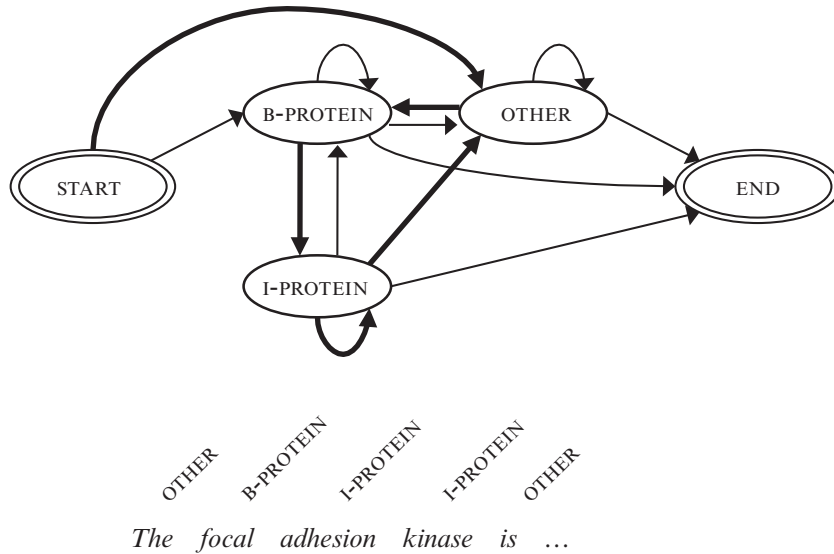 B-PROTEIN OTHER
START END
I-PROTEIN
OTHER B-PROTEIN I-PROTEIN I-PROTEIN OTHER
The focal adhesion kinase is ...